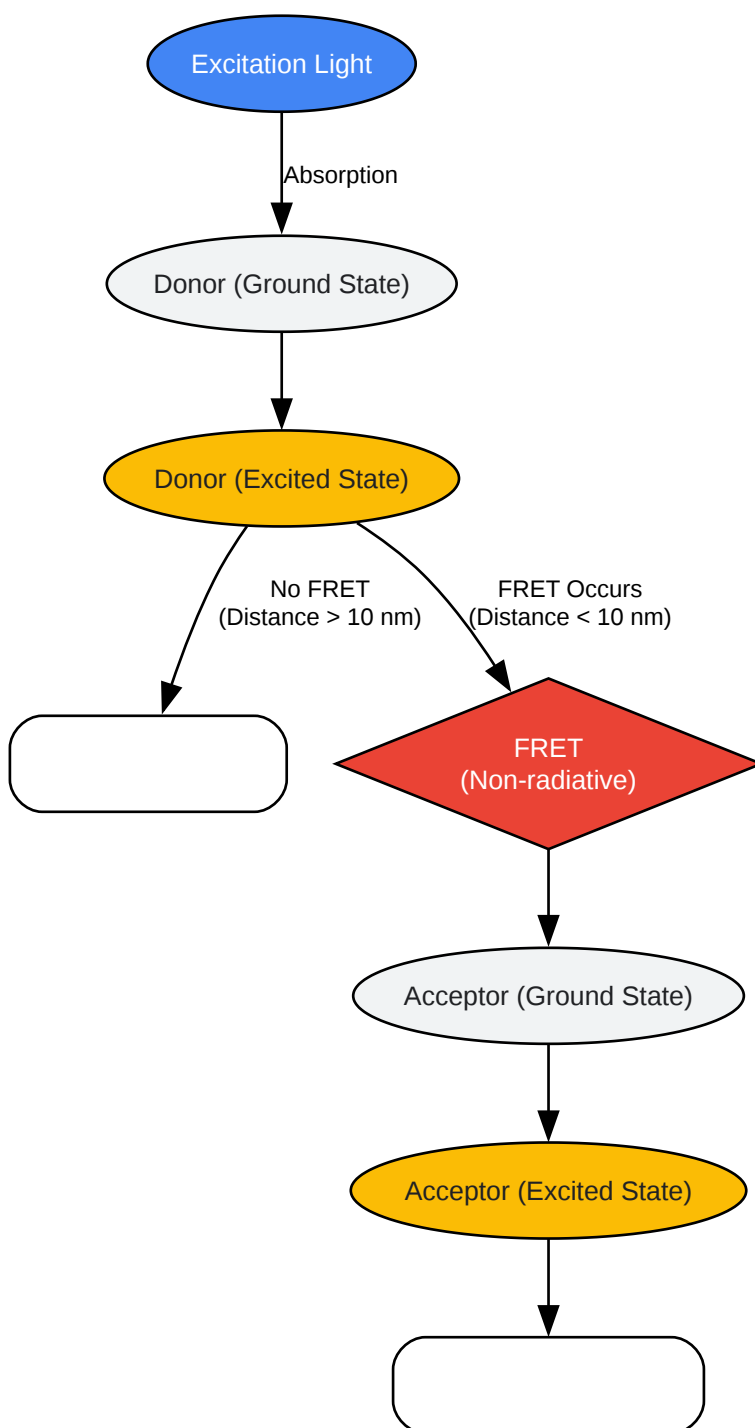 Excitation Light
Absorption
Donor (Ground State)
Donor (Excited State)
No FRET
(Distance > 10 nm)
FRET Occurs
(Distance < 10 nm)
FRET
(Non-radiative)
Acceptor (Ground State)
Acceptor (Excited State)